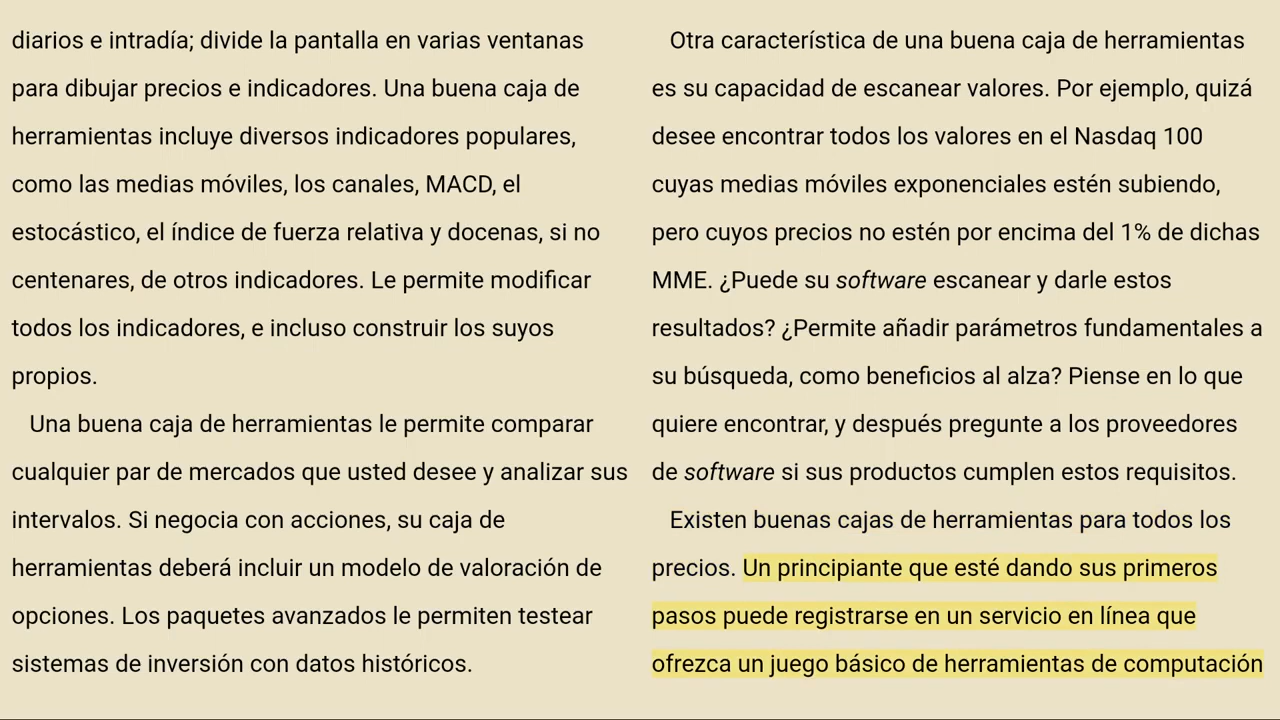 diarios e intradía; divide la pantalla en varias ventanas
para dibujar precios e indicadores. Una buena caja de
herramientas incluye diversos indicadores populares,
como las medias móviles, los canales, MACD, el
estocástico, el índice de fuerza relativa y docenas, si no
centenares, de otros indicadores. Le permite modificar
todos los indicadores, e incluso construir los suyos
propios.
Una buena caja de herramientas le permite comparar
cualquier par de mercados que usted desee y analizar sus
intervalos. Si negocia con acciones, su caja de
herramientas deberá incluir un modelo de valoración de
opciones. Los paquetes avanzados le permiten testear
sistemas de inversión con datos históricos.
Otra característica de una buena caja de herramientas
es su capacidad de escanear valores. Por ejemplo, quizá
desee encontrar todos los valores en el Nasdaq 100
cuyas medias móviles exponenciales estén subiendo,
pero cuyos precios no estén por encima del 1% de dichas
MME. ¿Puede su software escanear y darle estos
resultados? ¿Permite añadir parámetros fundamentales a
su búsqueda, como beneficios al alza? Piense en lo que
quiere encontrar, y después pregunte a los proveedores
de software si sus productos cumplen estos requisitos.
Existen buenas cajas de herramientas para todos los
precios. Un principiante que esté dando sus primeros
pasos puede registrarse en un servicio en línea que
ofrezca un juego básico de herramientas de computación